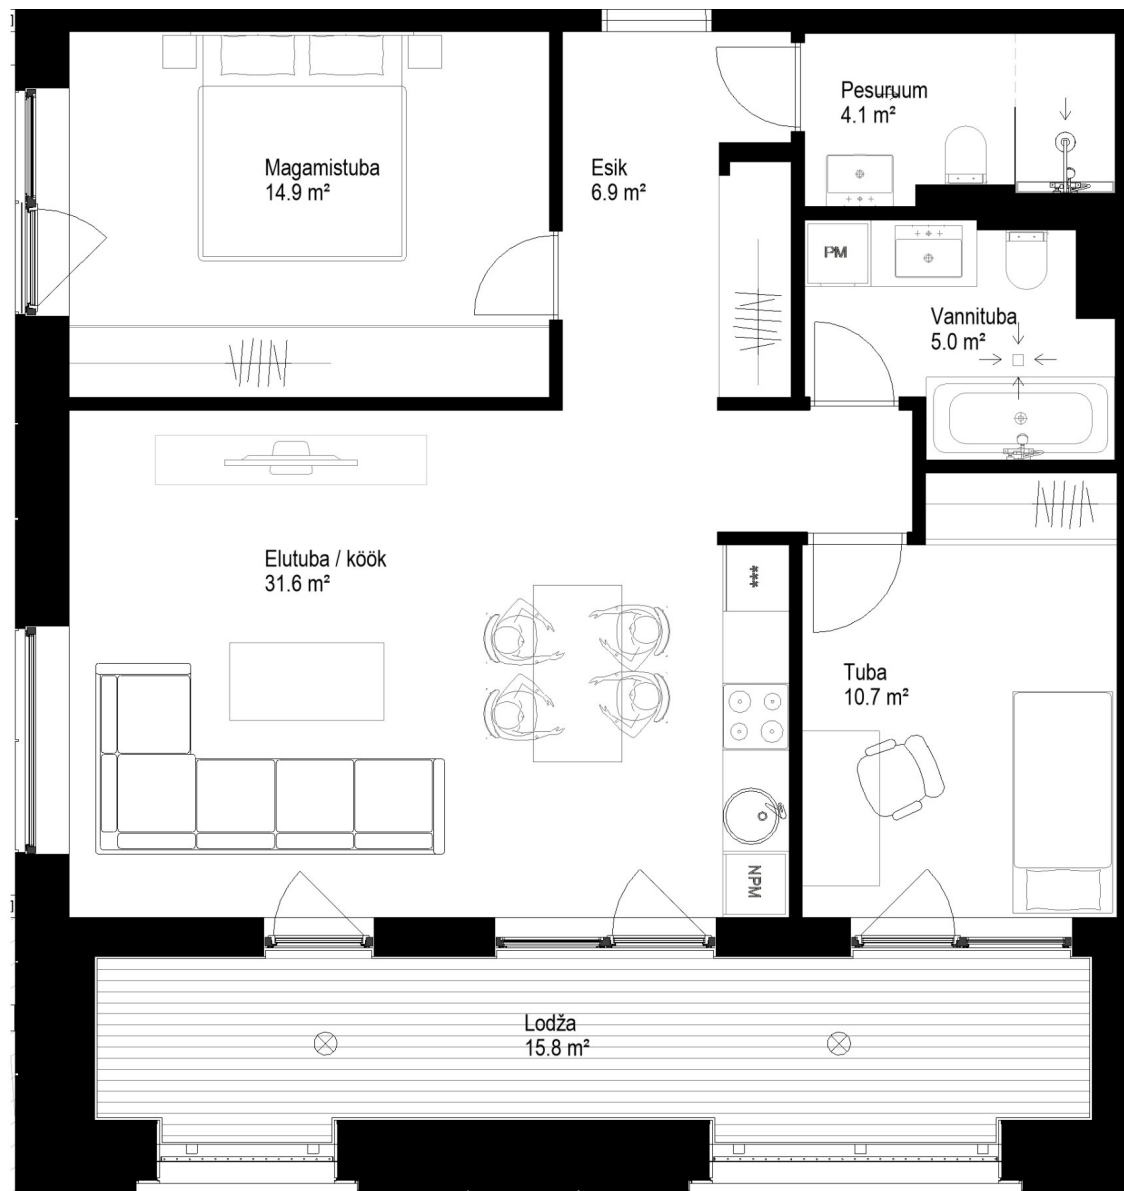 Magamistuba
14.9 m²
Esik
6.9 m²
Pesuruum
4.1 m²
PM
Vannituba
5.0 m²
Elutuba / köök
31.6 m²
***
Tuba
10.7 m²
NPM
Lodža
15.8 m²